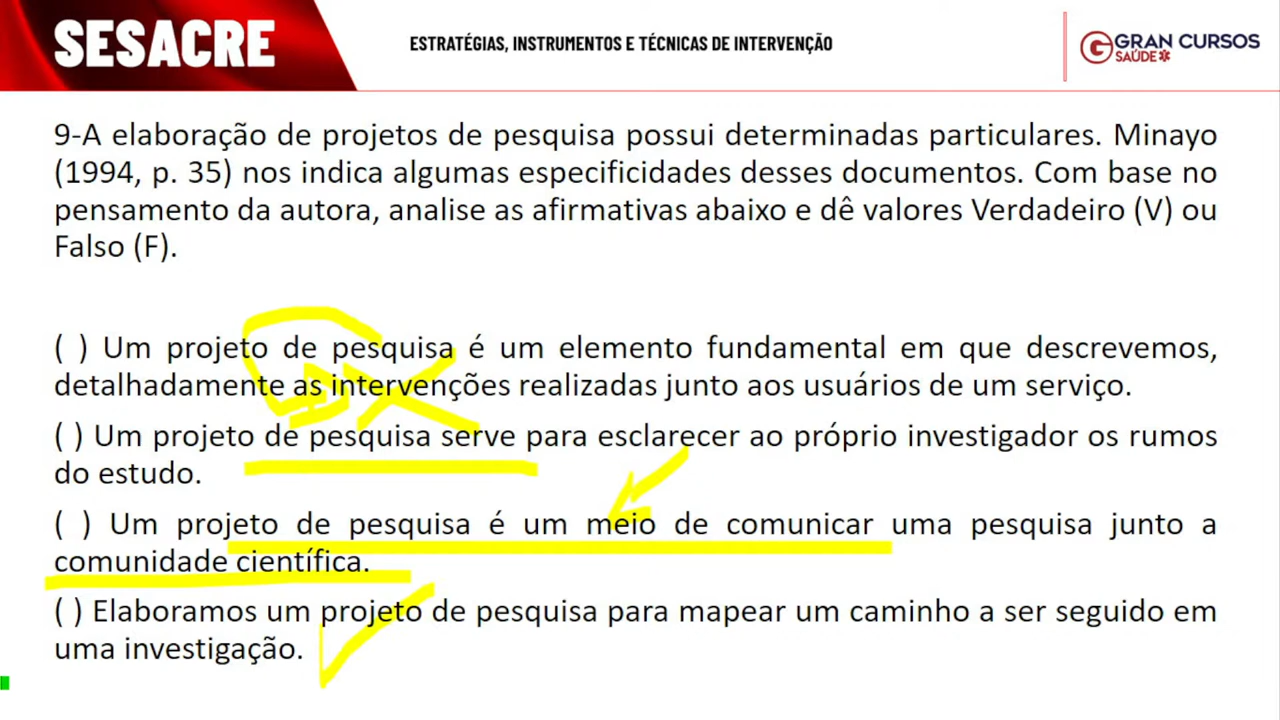 SESACRE
ESTRATÉGIAS, INSTRUMENTOS E TÉCNICAS DE INTERVENÇÃO
GRAN CURSOS
SAÚDE
9-A elaboração de projetos de pesquisa possui determinadas particulares. Minayo
(1994, p. 35) nos indica algumas especificidades desses documentos. Com base no
pensamento da autora, analise as afirmativas abaixo e dê valores Verdadeiro (V) ou
Falso (F).
( ) Um projeto de pesquisa é um elemento fundamental em que descrevemos,
detalhadamente as intervenções realizadas junto aos usuários de um serviço.
( ) Um projeto de pesquisa serve para esclarecer ao próprio investigador os rumos
do estudo.
( ) Um projeto de pesquisa é um meio de comunicar uma pesquisa junto a
comunidade científica.
( ) Elaboramos um projeto de pesquisa para mapear um caminho a ser seguido em
uma investigação.